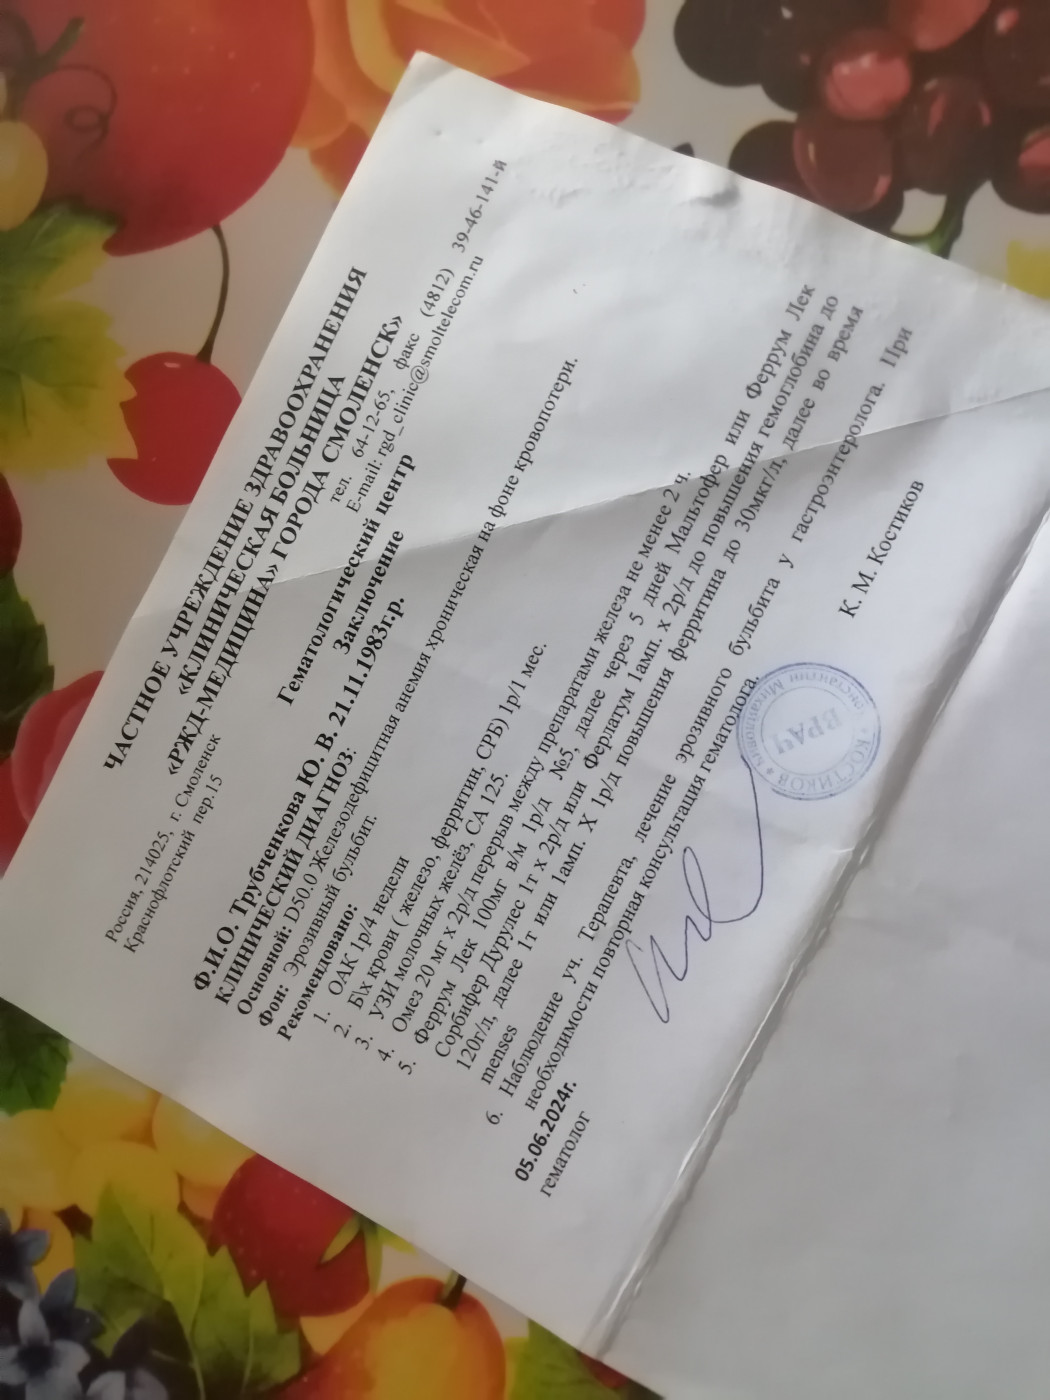 ЧАСТНОЕ УЧРЕЖДЕНИЕ ЗДРАВООХРАНЕНИЯ
«КЛИНИЧЕСКАЯ БОЛЬНИЦА
«РЖД-МЕДИЦИНА» ГОРОДА СМОЛЕНСК»
Россия, 214025, г. Смоленск тел. 64-12-65, факс (4812) 39-46-141-й
Краснофлотский пер.15 E-mail: rgd_clinic@smoltelecom.ru
Гематологический центр
Заключение
Ф.И.О. Трубченкова Ю. В. 21.11.1983г.р.
КЛИНИЧЕСКИЙ ДИАГНОЗ:
Основной: D50.0 Железодефицитная анемия хроническая на фоне кровопотери.
Фон: Эрозивный бульбит.
Рекомендовано:
1. ОАК 1р/4 недели
2. Б\х крови ( железо, ферритин, СРБ) 1р/1 мес.
3. УЗИ молочных желёз, СА 125.
4. Омез 20 мг х 2р/д перерыв между препаратами железа не менее 2 ч.
5. Феррум Лек 100мг в/м 1р/д №5, далее через 5 дней Мальтофер или Феррум Лек
Сорбифер Дурулес 1т х 2р/д или Ферлатум 1амп. х 2р/д до повышения гемоглобина до
120г/л, далее 1т или 1амп. Х 1р/д повышения ферритина до 30мкг/л, далее во время
menses
6. Наблюдение уч. Терапевта, лечение эрозивного бульбита у гастроэнтеролога. При
необходимости повторная консультация гематолога.
05.06.2024г.
гематолог К. М. Костиков
КОСТИКОВ
Константин Михайлович
ВРАЧ